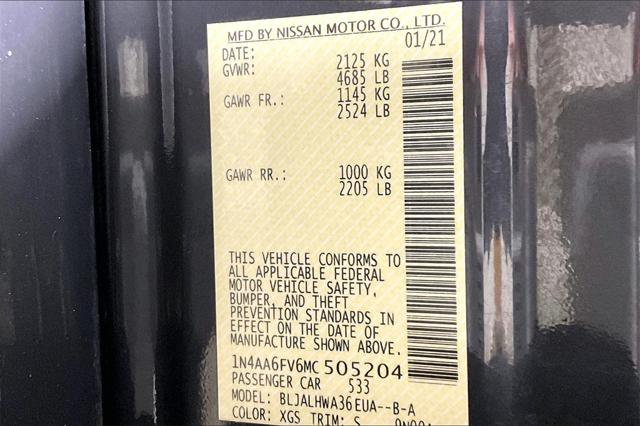 MFD BY NISSAN MOTOR CO., LTD.
DATE: 01/21
GVWR: 2125 KG
4685 LB
GAWR FR.: 1145 KG
2524 LB
GAWR RR.: 1000 KG
2205 LB
THIS VEHICLE CONFORMS TO
ALL APPLICABLE FEDERAL
MOTOR VEHICLE SAFETY,
BUMPER, AND THEFT
PREVENTION STANDARDS IN
EFFECT ON THE DATE OF
MANUFACTURE SHOWN ABOVE.
1N4AA6FV6MC505204
PASSENGER CAR 533
MODEL: BLJALHWA36EUA--B-A
COLOR: XGS TRIM: S